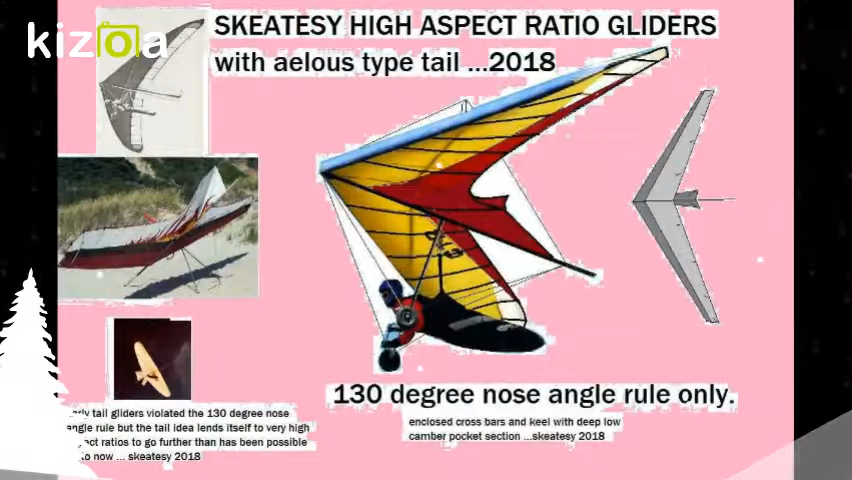 kizoa
SKEATESY HIGH ASPECT RATIO GLIDERS
with aelous type tail ...2018
130 degree nose angle rule only.
enclosed cross bars and keel with deep low
camber pocket section ...skeatesy 2018
tail gliders violated the 130 degree nose
rule but the tail idea lends itself to very high
ratios to go further than has been possible
now ... skeatesy 2018